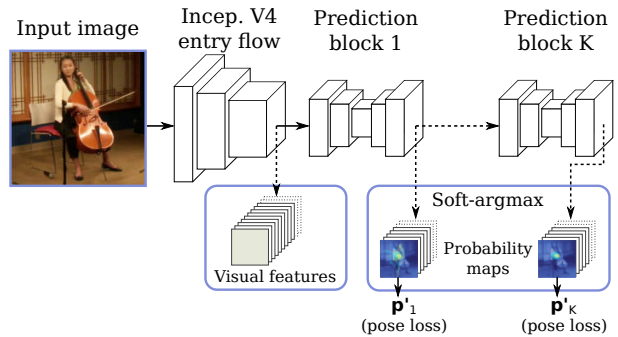 Input image
Incep. V4
entry flow
Prediction
block 1
Prediction
block K
Visual features
Soft-argmax
Probability
maps
p'1
(pose loss)
p'K
(pose loss)